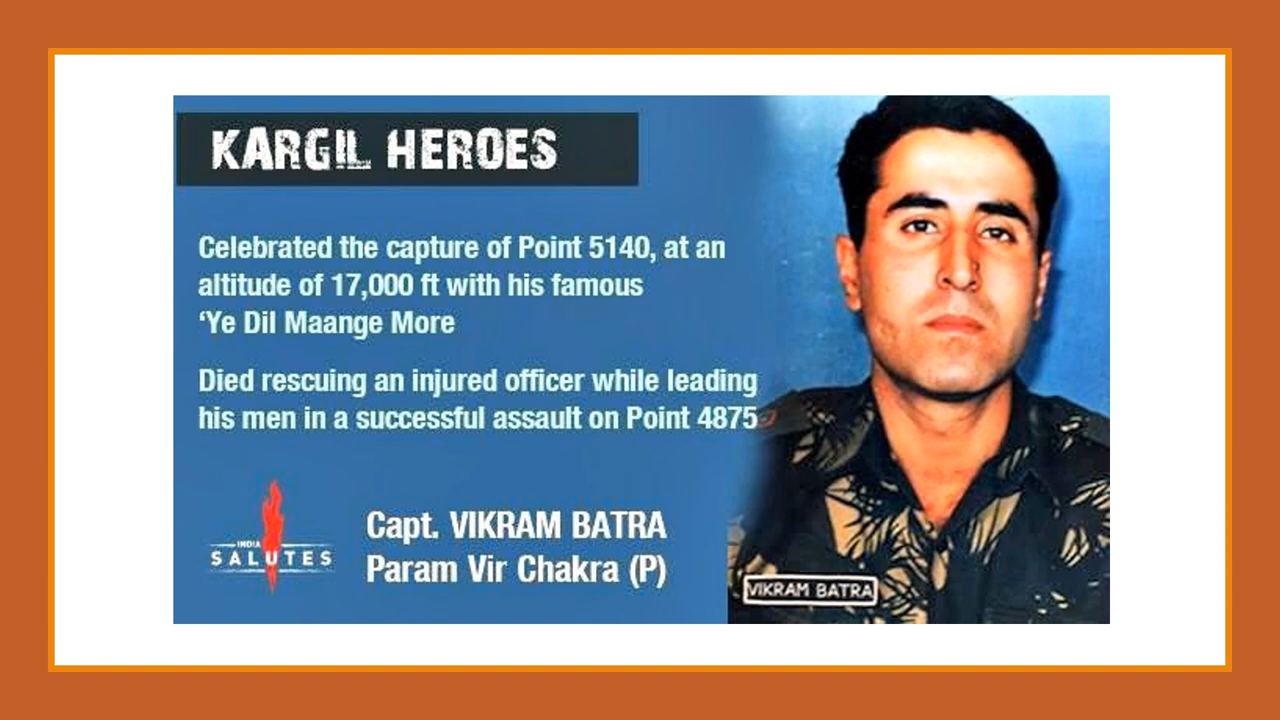 KARGIL HEROES
Celebrated the capture of Point 5140, at an
altitude of 17,000 ft with his famous
‘Ye Dil Maange More
Died rescuing an injured officer while leading
his men in a successful assault on Point 4875
INDIA
SALUTES
Capt. VIKRAM BATRA
Param Vir Chakra (P)
VIKRAM BATRA